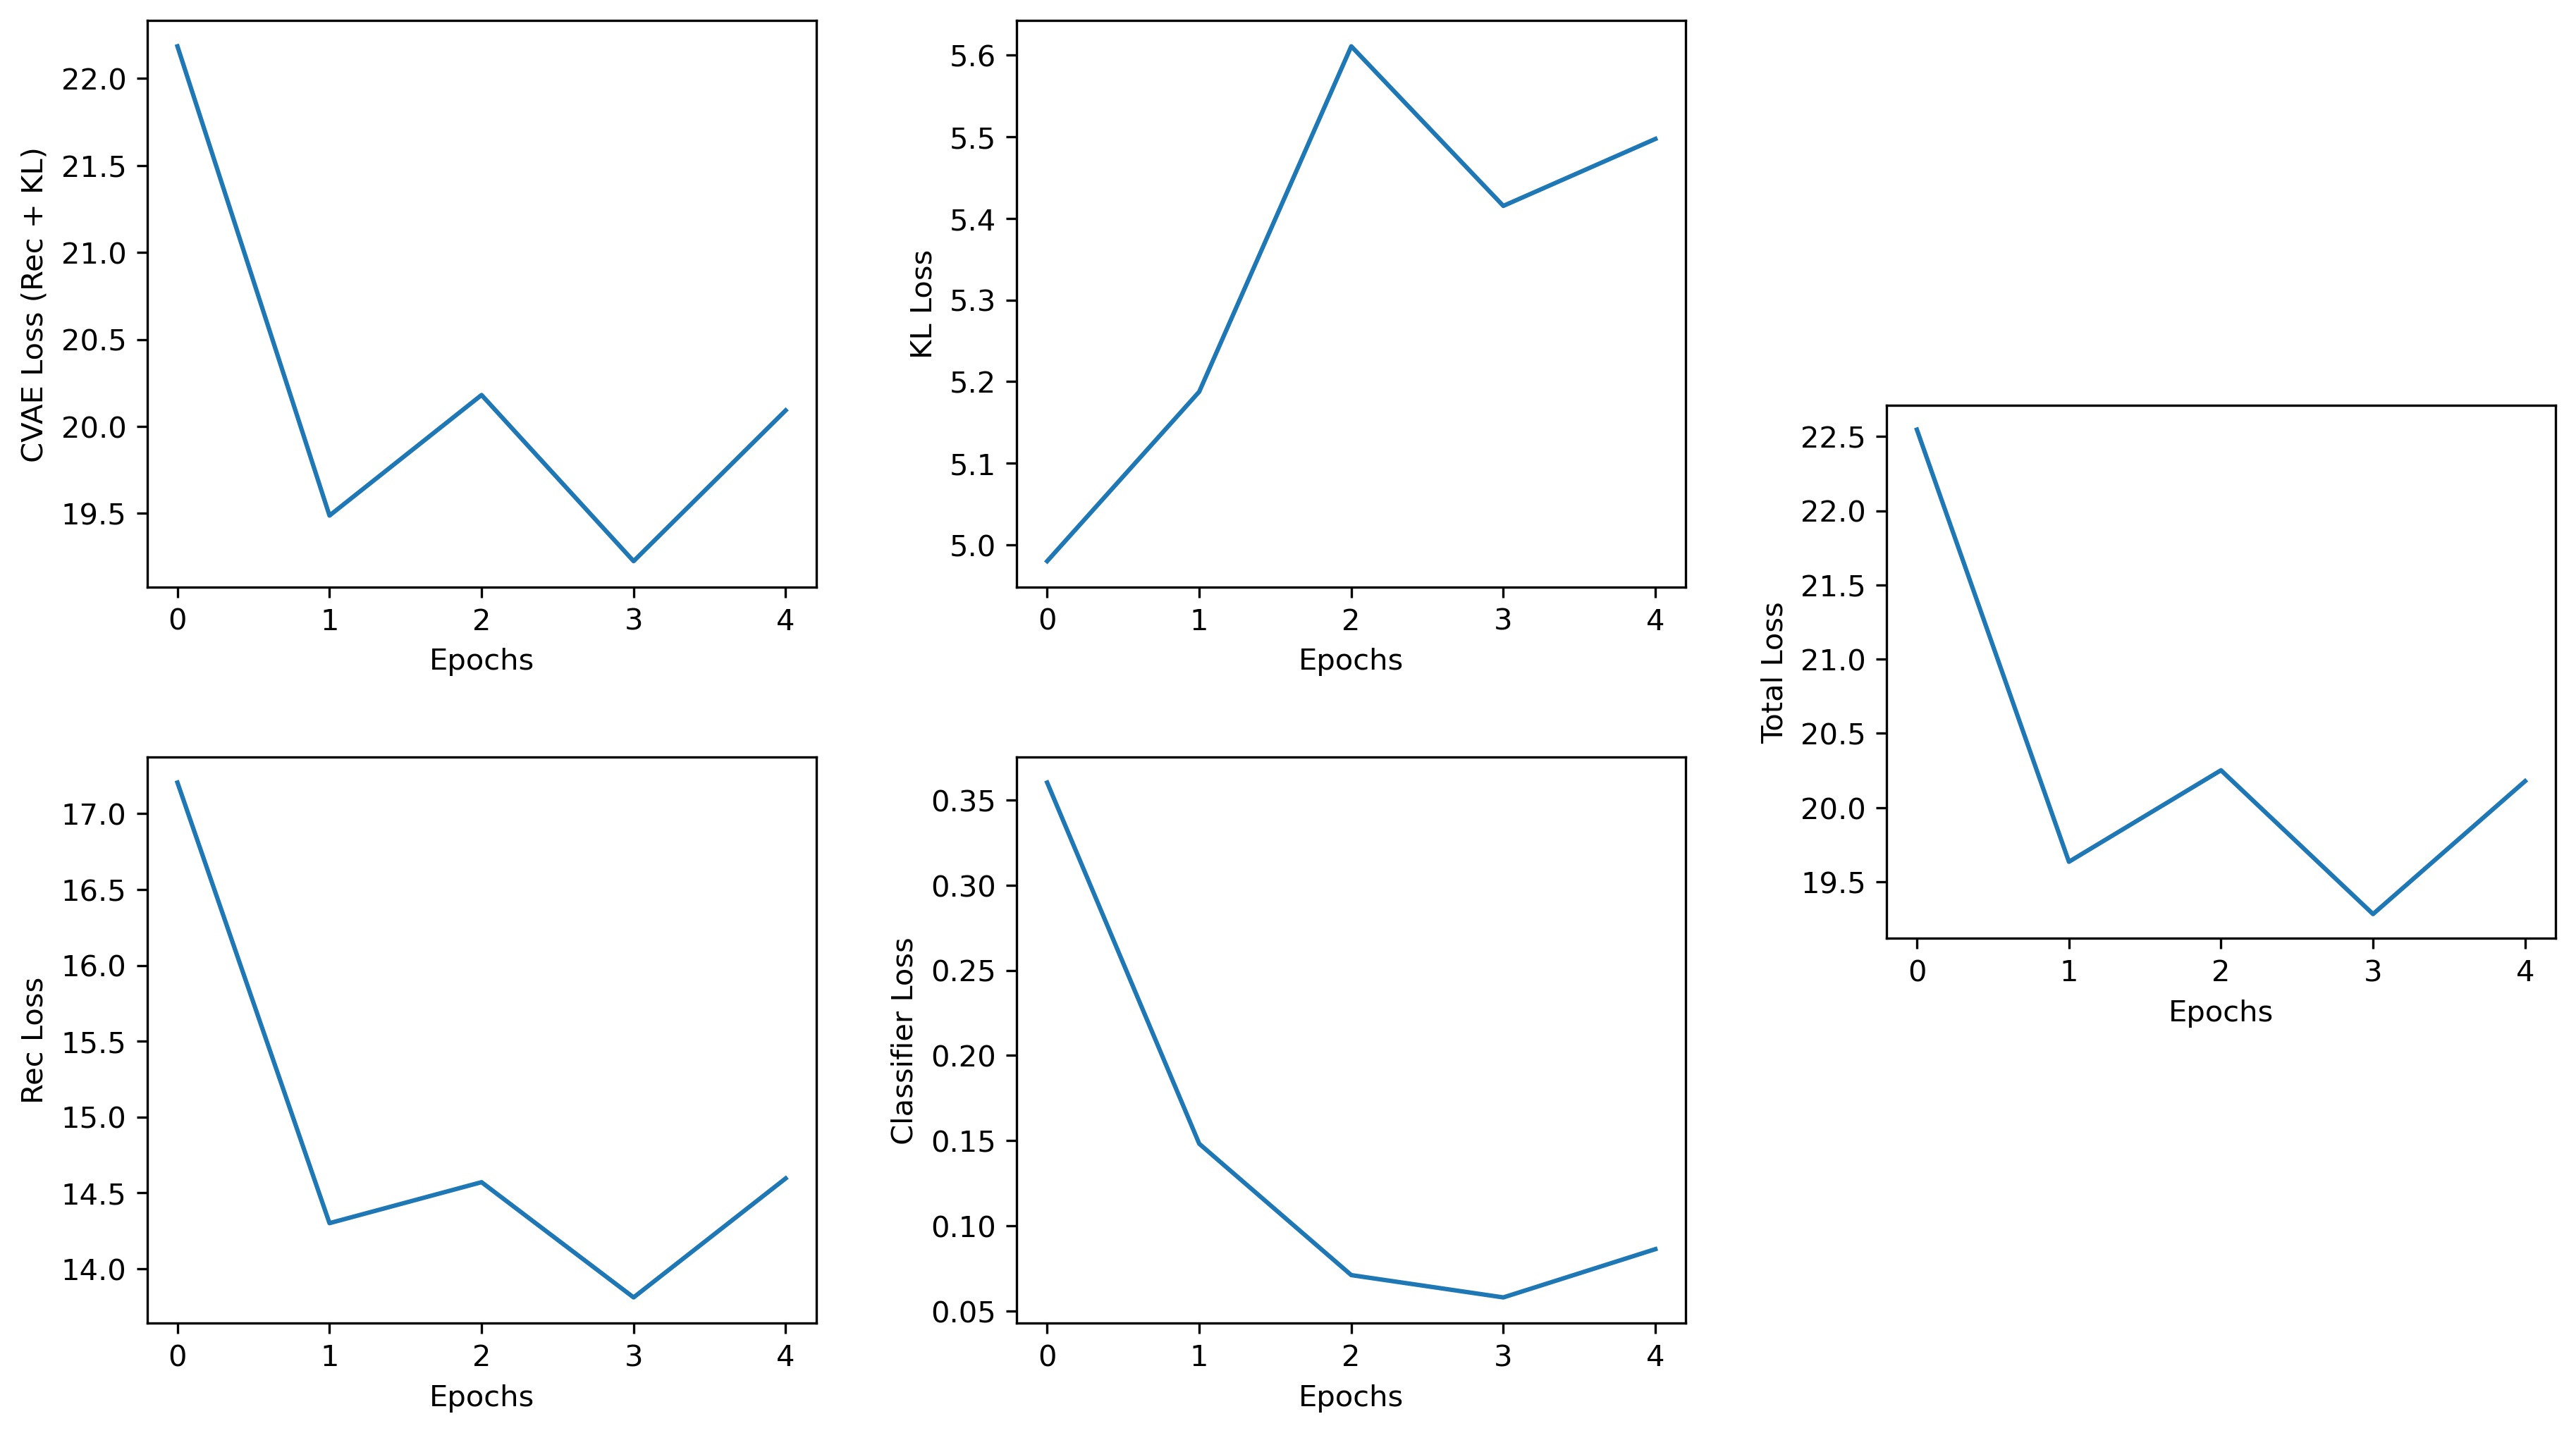 CVAE Loss (Rec + KL)
22.0
21.5
21.0
20.5
20.0
19.5
0 1 2 3 4
Epochs
KL Loss
5.6
5.5
5.4
5.3
5.2
5.1
5.0
0 1 2 3 4
Epochs
Rec Loss
17.0
16.5
16.0
15.5
15.0
14.5
14.0
0 1 2 3 4
Epochs
Classifier Loss
0.35
0.30
0.25
0.20
0.15
0.10
0.05
0 1 2 3 4
Epochs
Total Loss
22.5
22.0
21.5
21.0
20.5
20.0
19.5
0 1 2 3 4
Epochs